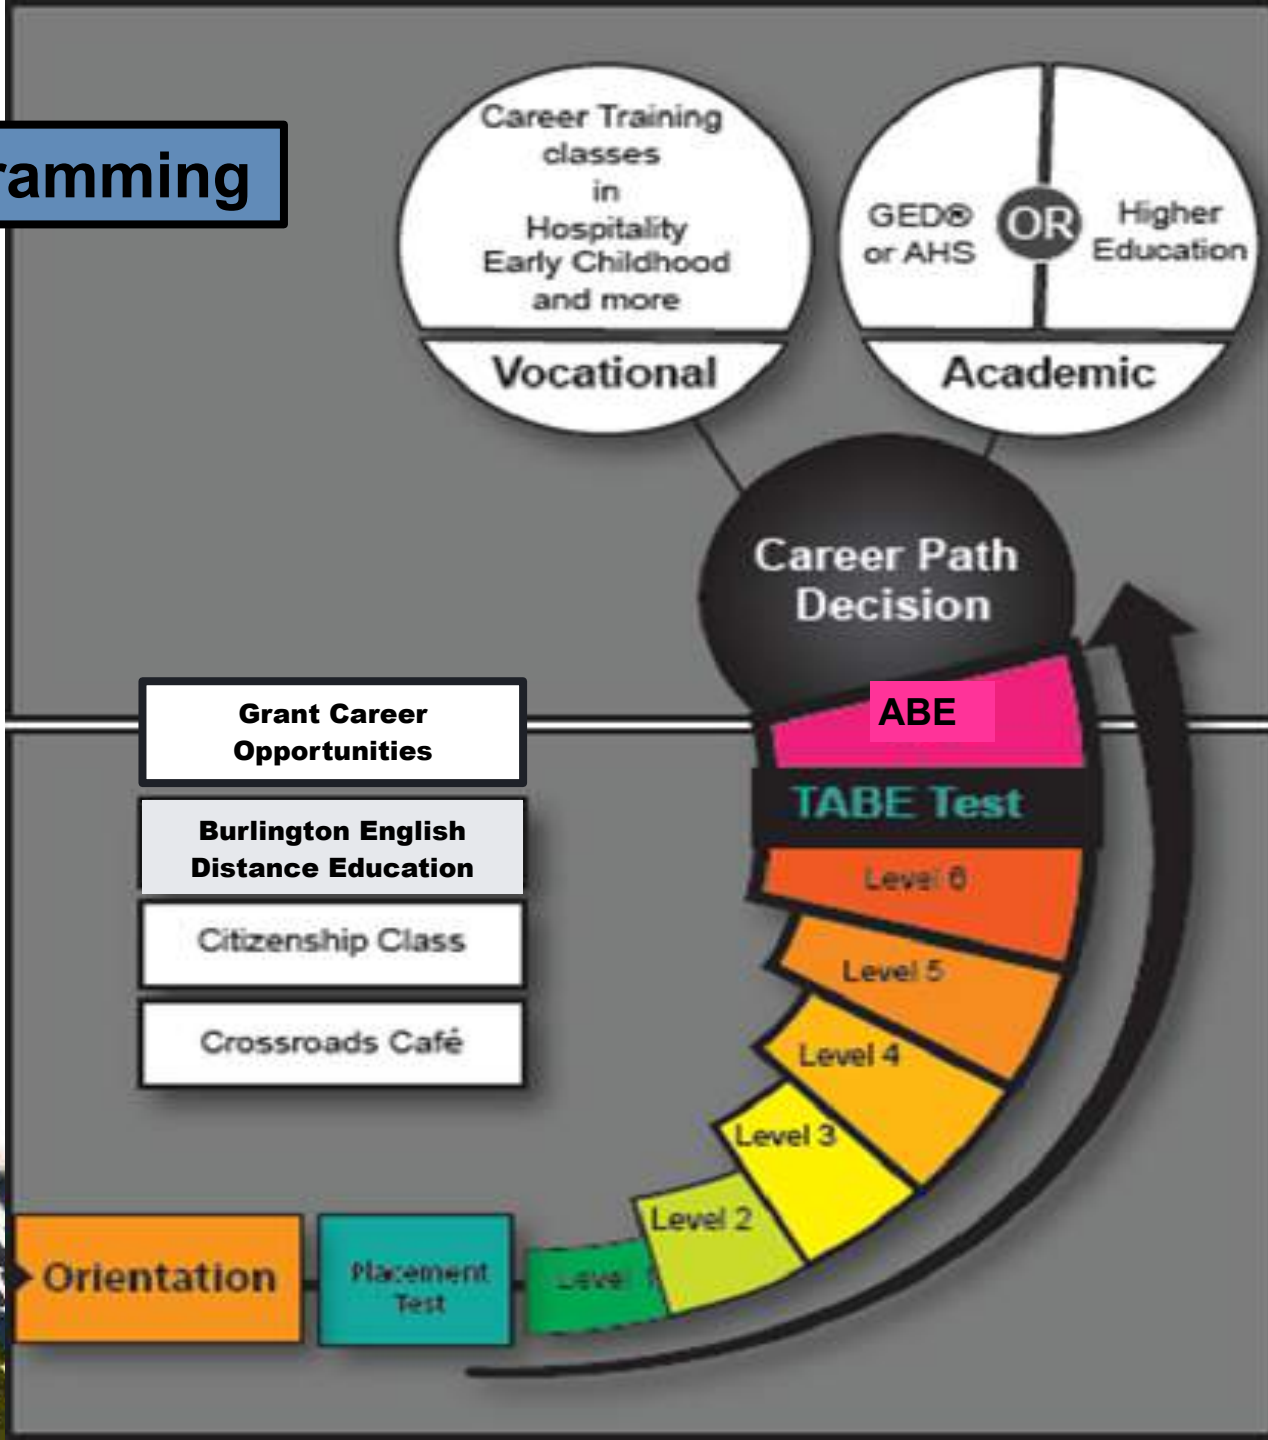 ramming
Career Training
classes
in
Hospitality
Early Childhood
and more
Vocational
GED®
or AHS
OR
Higher
Education
Academic
Career Path
Decision
Grant Career
Opportunities
Burlington English
Distance Education
Citizenship Class
Crossroads Café
ABE
TABE Test
Level 6
Level 5
Level 4
Level 3
Level 2
Level
Orientation
Placement
Test